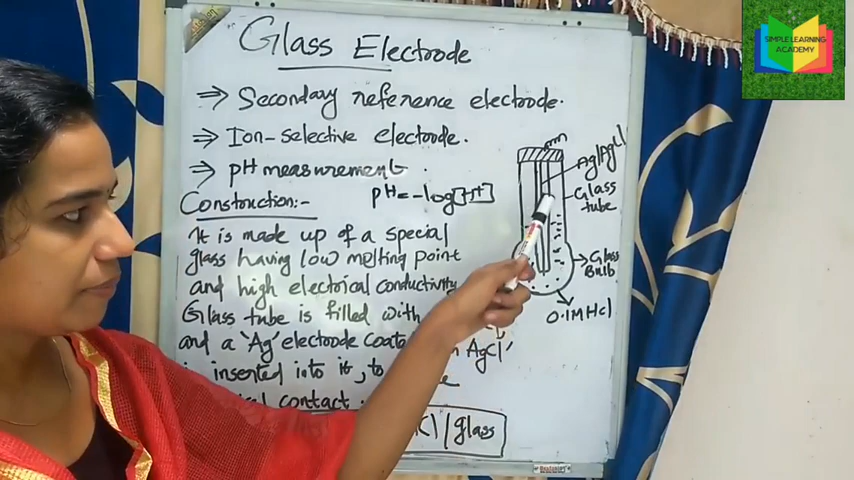 Glass Electrode
⇒ Secondary reference electrode.
⇒ Ion-selective electrode.
⇒ pH measurement
pH = -log[H+]
Construction:-
It is made up of a special
glass having low melting point
and high electrical conductivity
Glass tube is filled with
and a 'Ag' electrode
AgCl'
is inserted into it, to
contact.
/glass
Ag/AgCl
Glass
tube
Glass
Bulb
0.1M HCl
SIMPLE LEARNING
ACADEMY